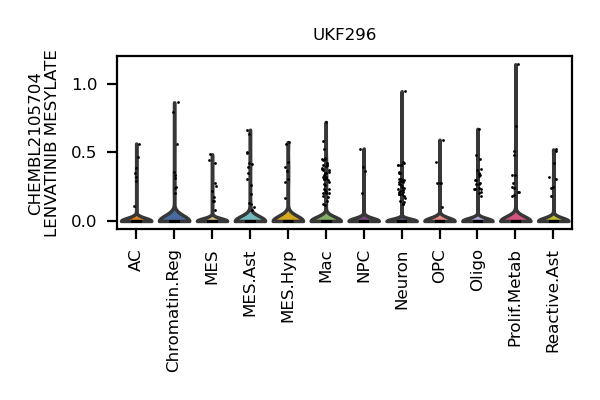 UKF296
CHEMBL2105704
LENVATINIB MESYLATE
1.0
0.5
0.0
AC
Chromatin.Reg
MES
MES.Ast
MES.Hyp
Mac
NPC
Neuron
OPC
Oligo
Prolif.Metab
Reactive.Ast